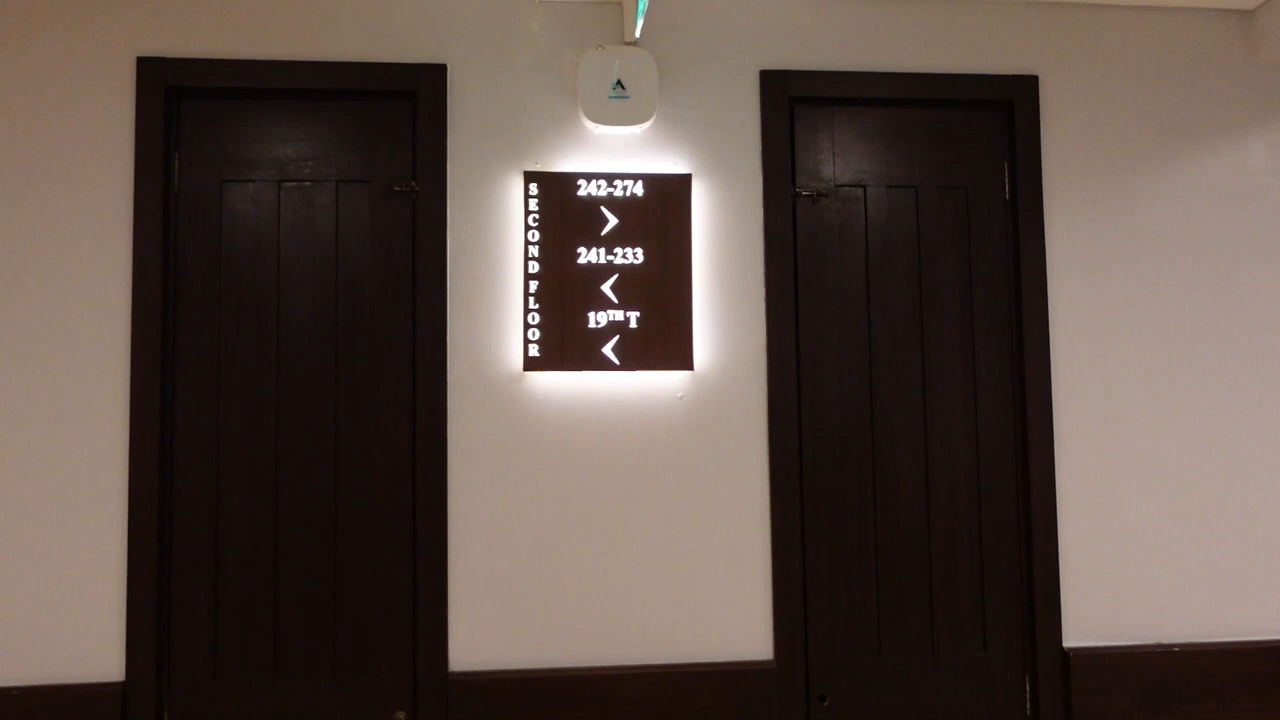 SECOND FLOOR
242-274
>
241-233
<
19TH T
<